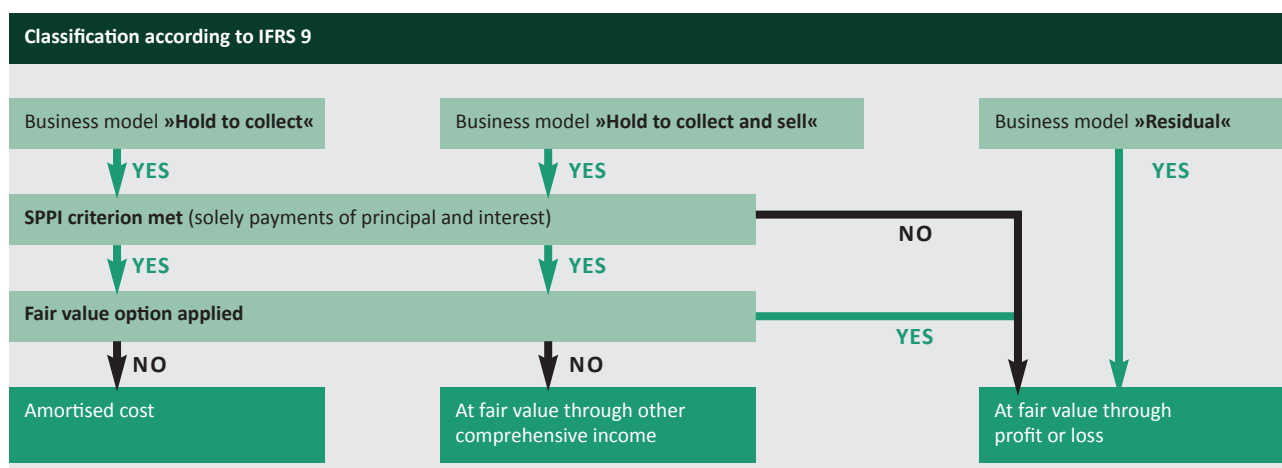 Classification according to IFRS 9
Business model »Hold to collect«
Business model »Hold to collect and sell«
Business model »Residual«
YES
YES
YES
SPPI criterion met (solely payments of principal and interest)
NO
YES
YES
Fair value option applied
YES
NO
NO
Amortised cost
At fair value through other
comprehensive income
At fair value through
profit or loss